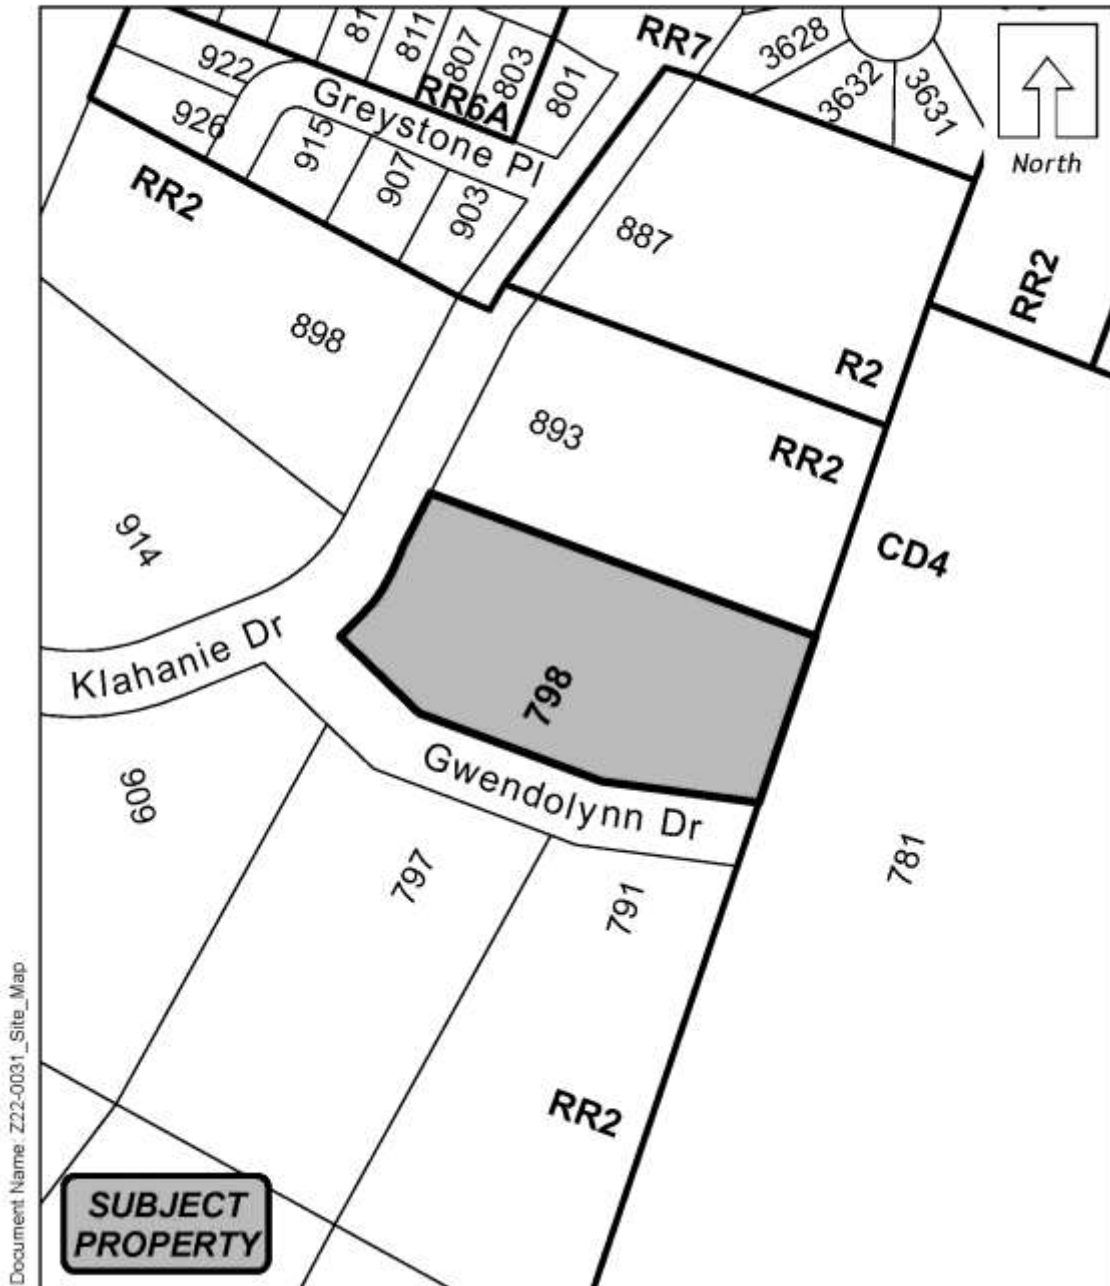 RR7
3628
3632
3631
North
811
807
803
801
RR6A
922
926
Greystone Pl
915
907
903
RR2
887
RR2
898
R2
893
RR2
914
CD4
Klahanie Dr
798
Gwendolynn Dr
909
797
791
781
RR2
SUBJECT
PROPERTY
Document Name: Z22-0031_Site_Map